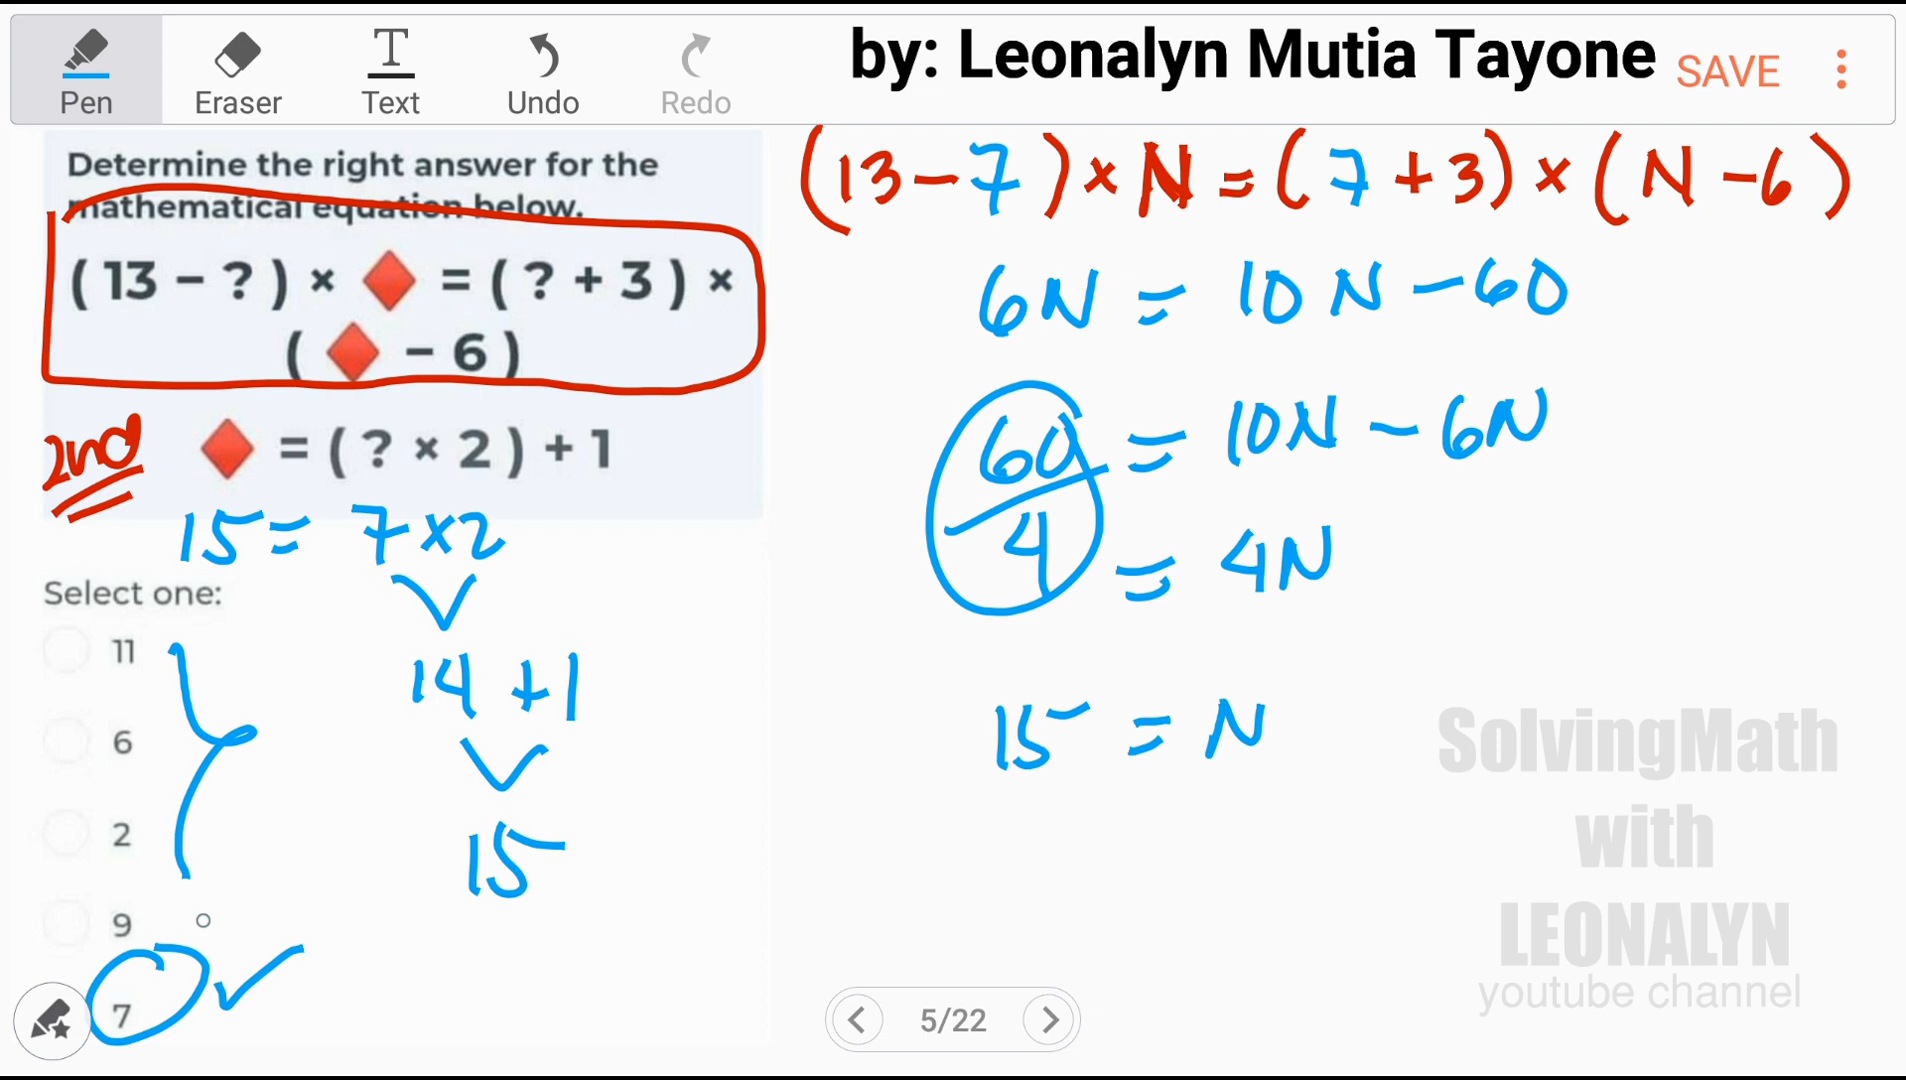 Pen
Eraser
Text
Undo
Redo
by: Leonalyn Mutia Tayone
SAVE
Determine the right answer for the
mathematical equation below.
( 13 – ? ) × 🔶 = ( ? + 3 ) ×
( 🔶 – 6 )
2nd
🔶 = ( ? × 2 ) + 1
15 = 7 × 2
14 + 1
15
Select one:
11
6
2
9
7
(13 – 7) × N = (7 + 3) × (N – 6)
6N = 10N – 60
60 = 10N – 6N
4 = 4N
15 = N
5/22
SolvingMath
with
LEONALYN
youtube channel